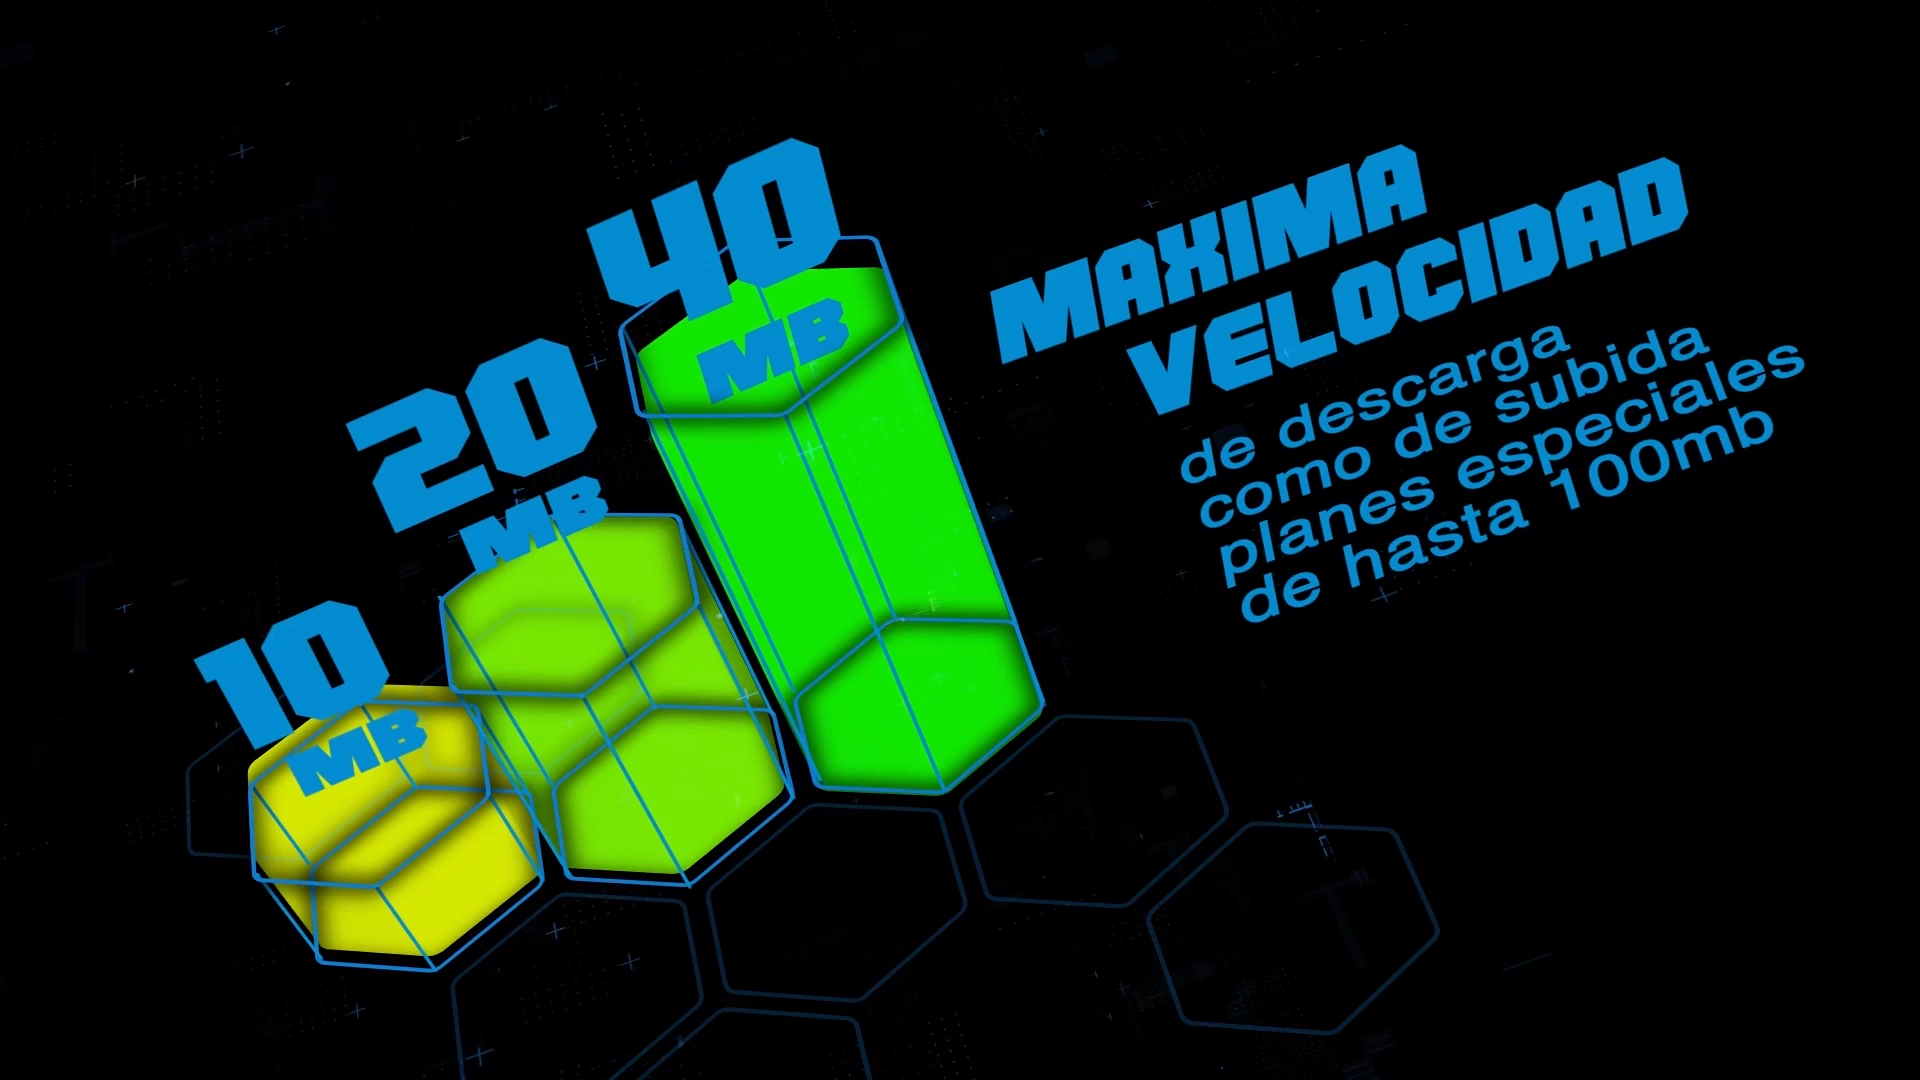 10
MB
20
MB
40
MB
MAXIMA
VELOCIDAD
de descarga
como de subida
planes especiales
de hasta 100mb